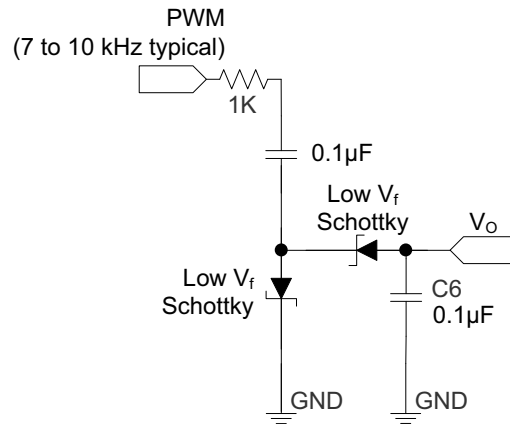 PWM
(7 to 10 kHz typical)
1K
0.1µF
Low Vf
Schottky
VO
Low Vf
Schottky
C6
0.1µF
GND
GND